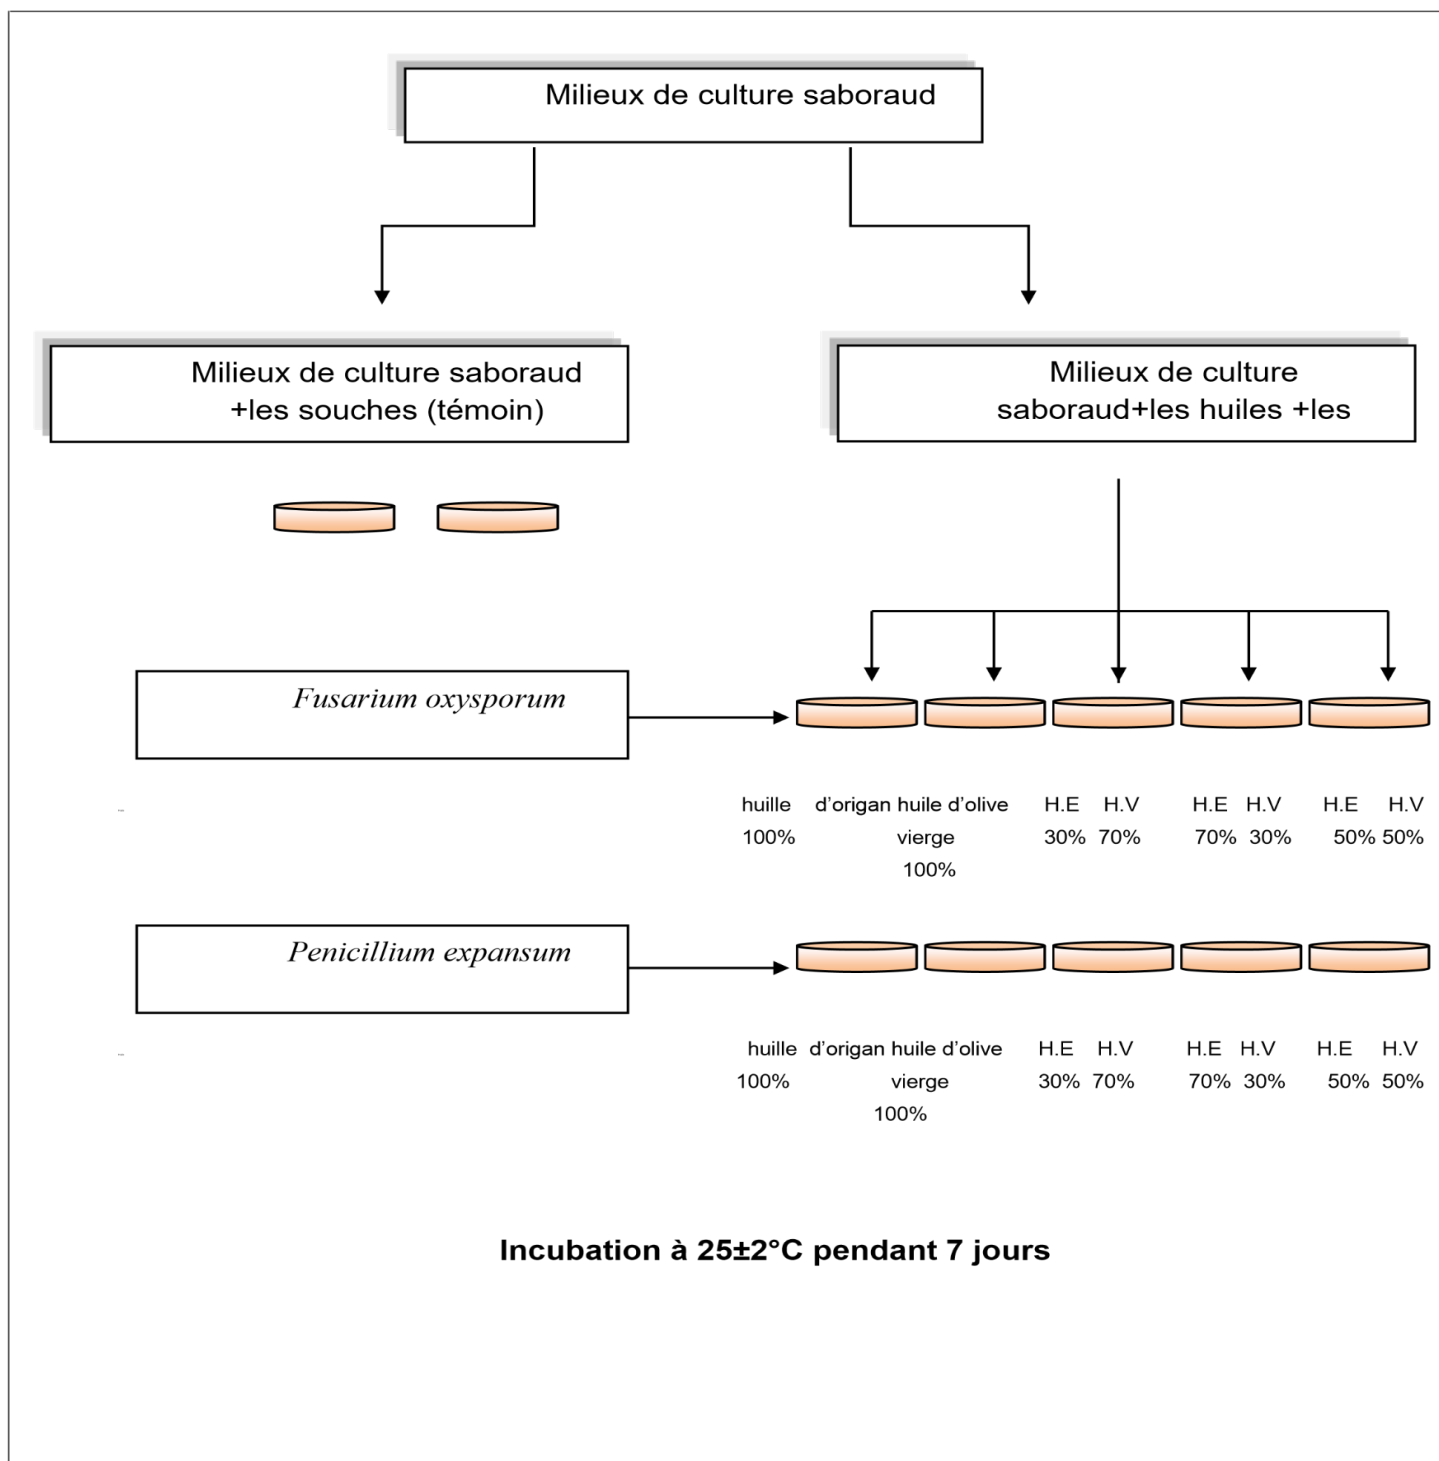 Milieux de culture saboraud
Milieux de culture saboraud
+les souches (témoin)
Milieux de culture
saboraud+les huiles +les
Fusarium oxysporum
huille d’origan huile d’olive H.E H.V H.E H.V H.E H.V
100% vierge 30% 70% 70% 30% 50% 50%
100%
Penicillium expansum
huille d’origan huile d’olive H.E H.V H.E H.V H.E H.V
100% vierge 30% 70% 70% 30% 50% 50%
100%
Incubation à 25±2°C pendant 7 jours